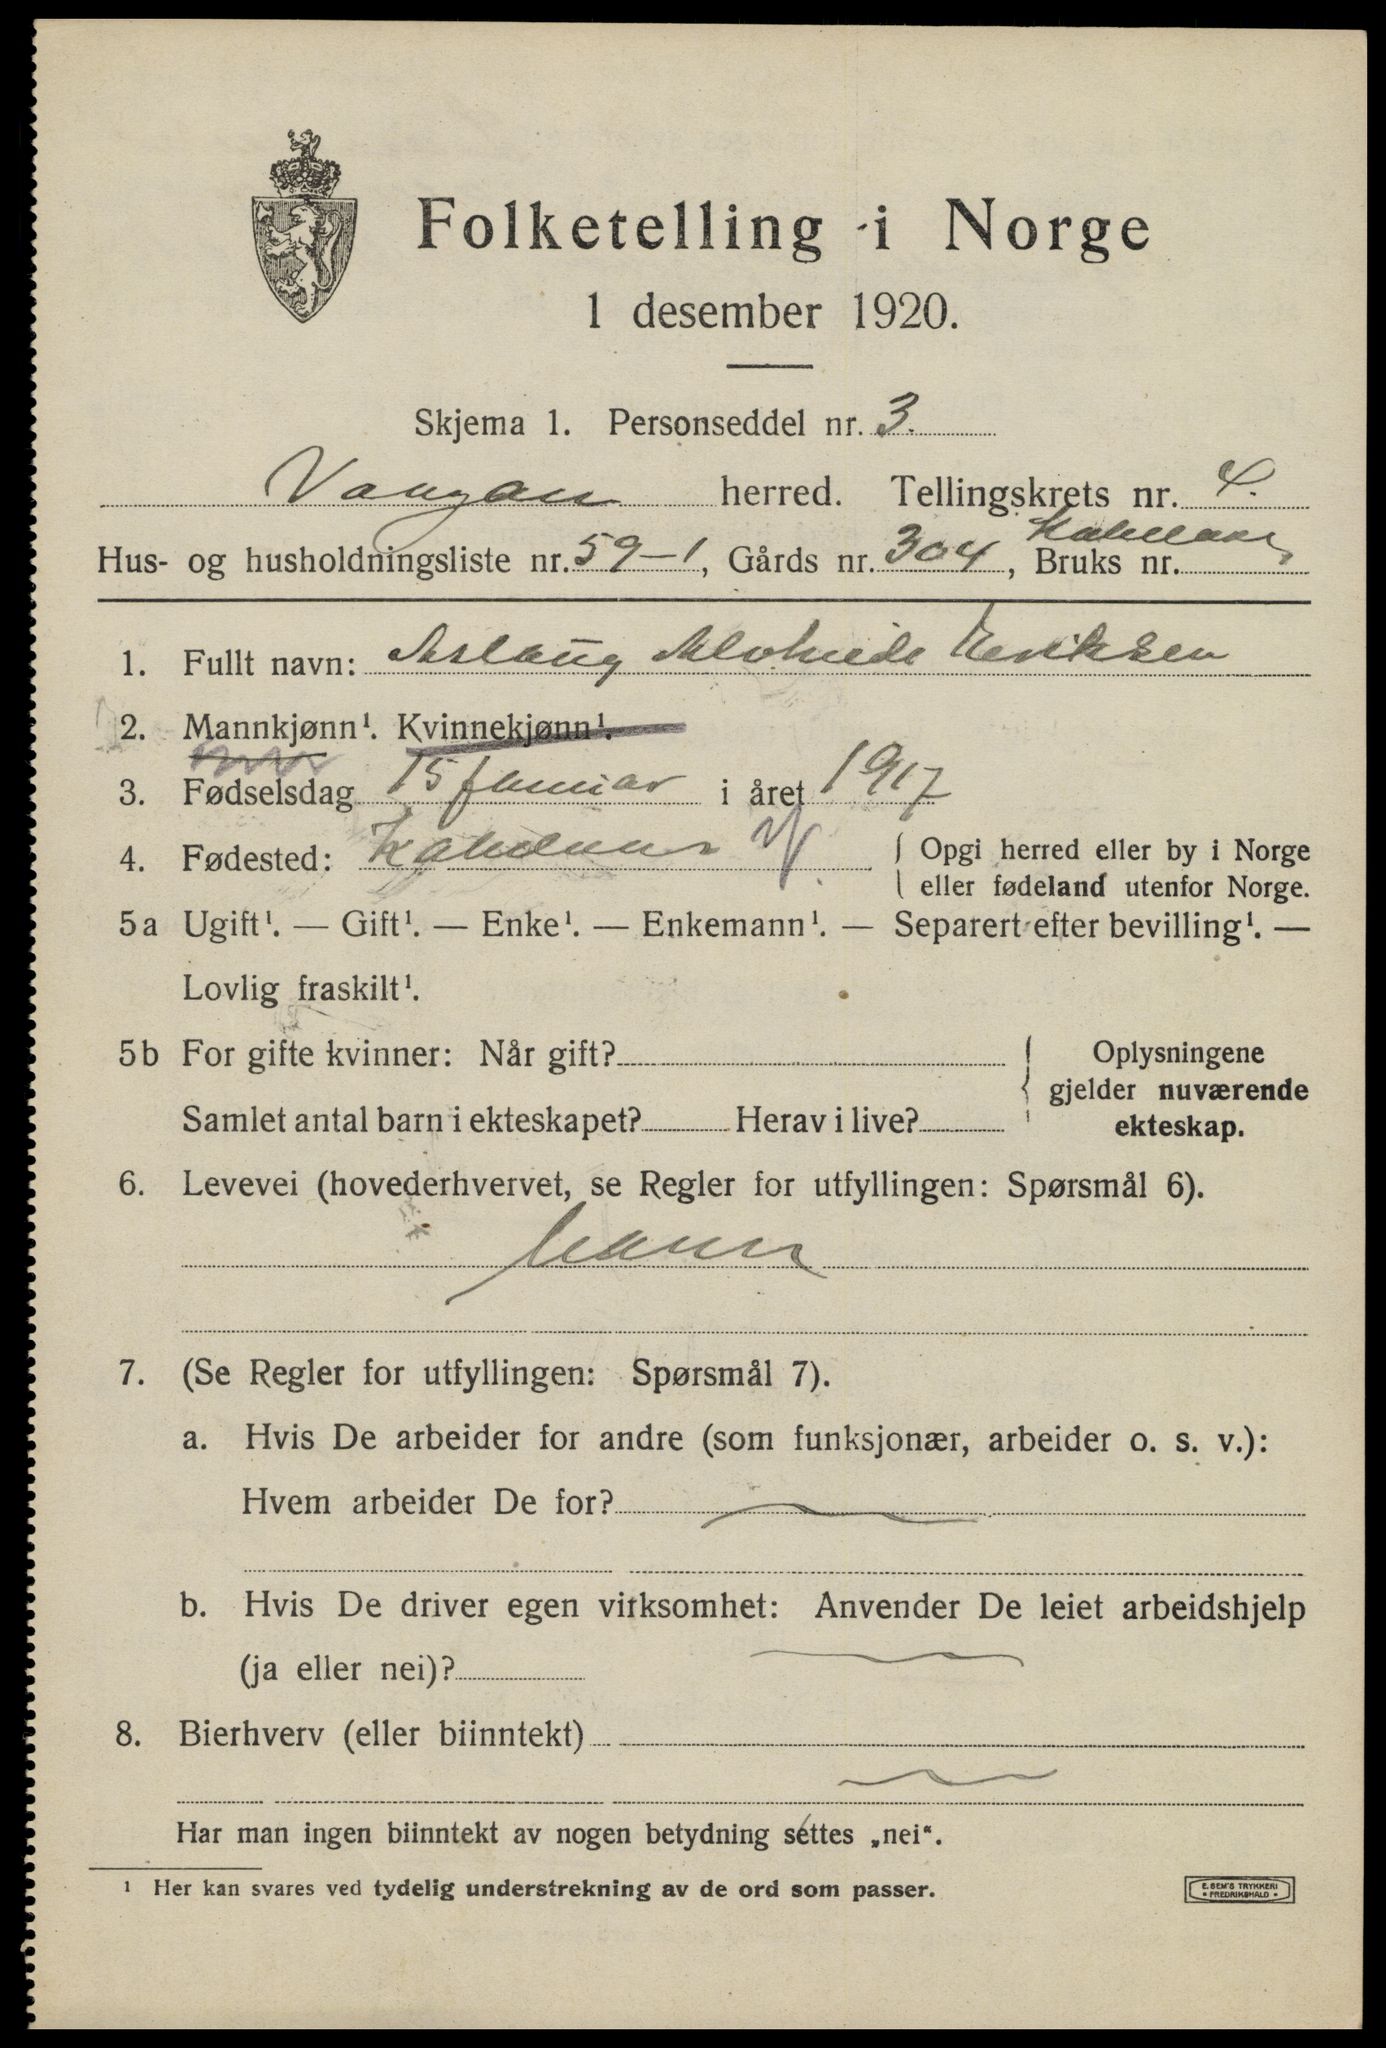 Folketelling i Norge
1 desember 1920.
Skjema 1. Personseddel nr. 3.
Vaagan herred. Tellingskrets nr. 4.
Hus- og husholdningsliste nr. 59-1, Gårds nr. 304, Bruks nr.
1. Fullt navn: Aslaug Eriksen
2. Mannkjønn¹. Kvinnekjønn¹.
3. Fødselsdag 15 januar i året 1917
4. Fødested: { Opgi herred eller by i Norge
eller fødeland utenfor Norge.
5a Ugift¹. — Gift¹. — Enke¹. — Enkemann¹. — Separert efter bevilling¹. —
Lovlig fraskilt¹.
5b For gifte kvinner: Når gift? { Oplysningene
gjelder nuværende
Samlet antal barn i ekteskapet? Herav i live? ekteskap.
6. Levevei (hovederhvervet, se Regler for utfyllingen: Spørsmål 6).
7. (Se Regler for utfyllingen: Spørsmål 7).
a. Hvis De arbeider for andre (som funksjonær, arbeider o. s. v.):
Hvem arbeider De for?
b. Hvis De driver egen virksomhet: Anvender De leiet arbeidshjelp
(ja eller nei)?
8. Bierhverv (eller biinntekt)
Har man ingen biinntekt av nogen betydning settes „nei“.
¹ Her kan svares ved tydelig understrekning av de ord som passer.
E. SEM'S TRYKKERI
• FREDRIKSHALD •